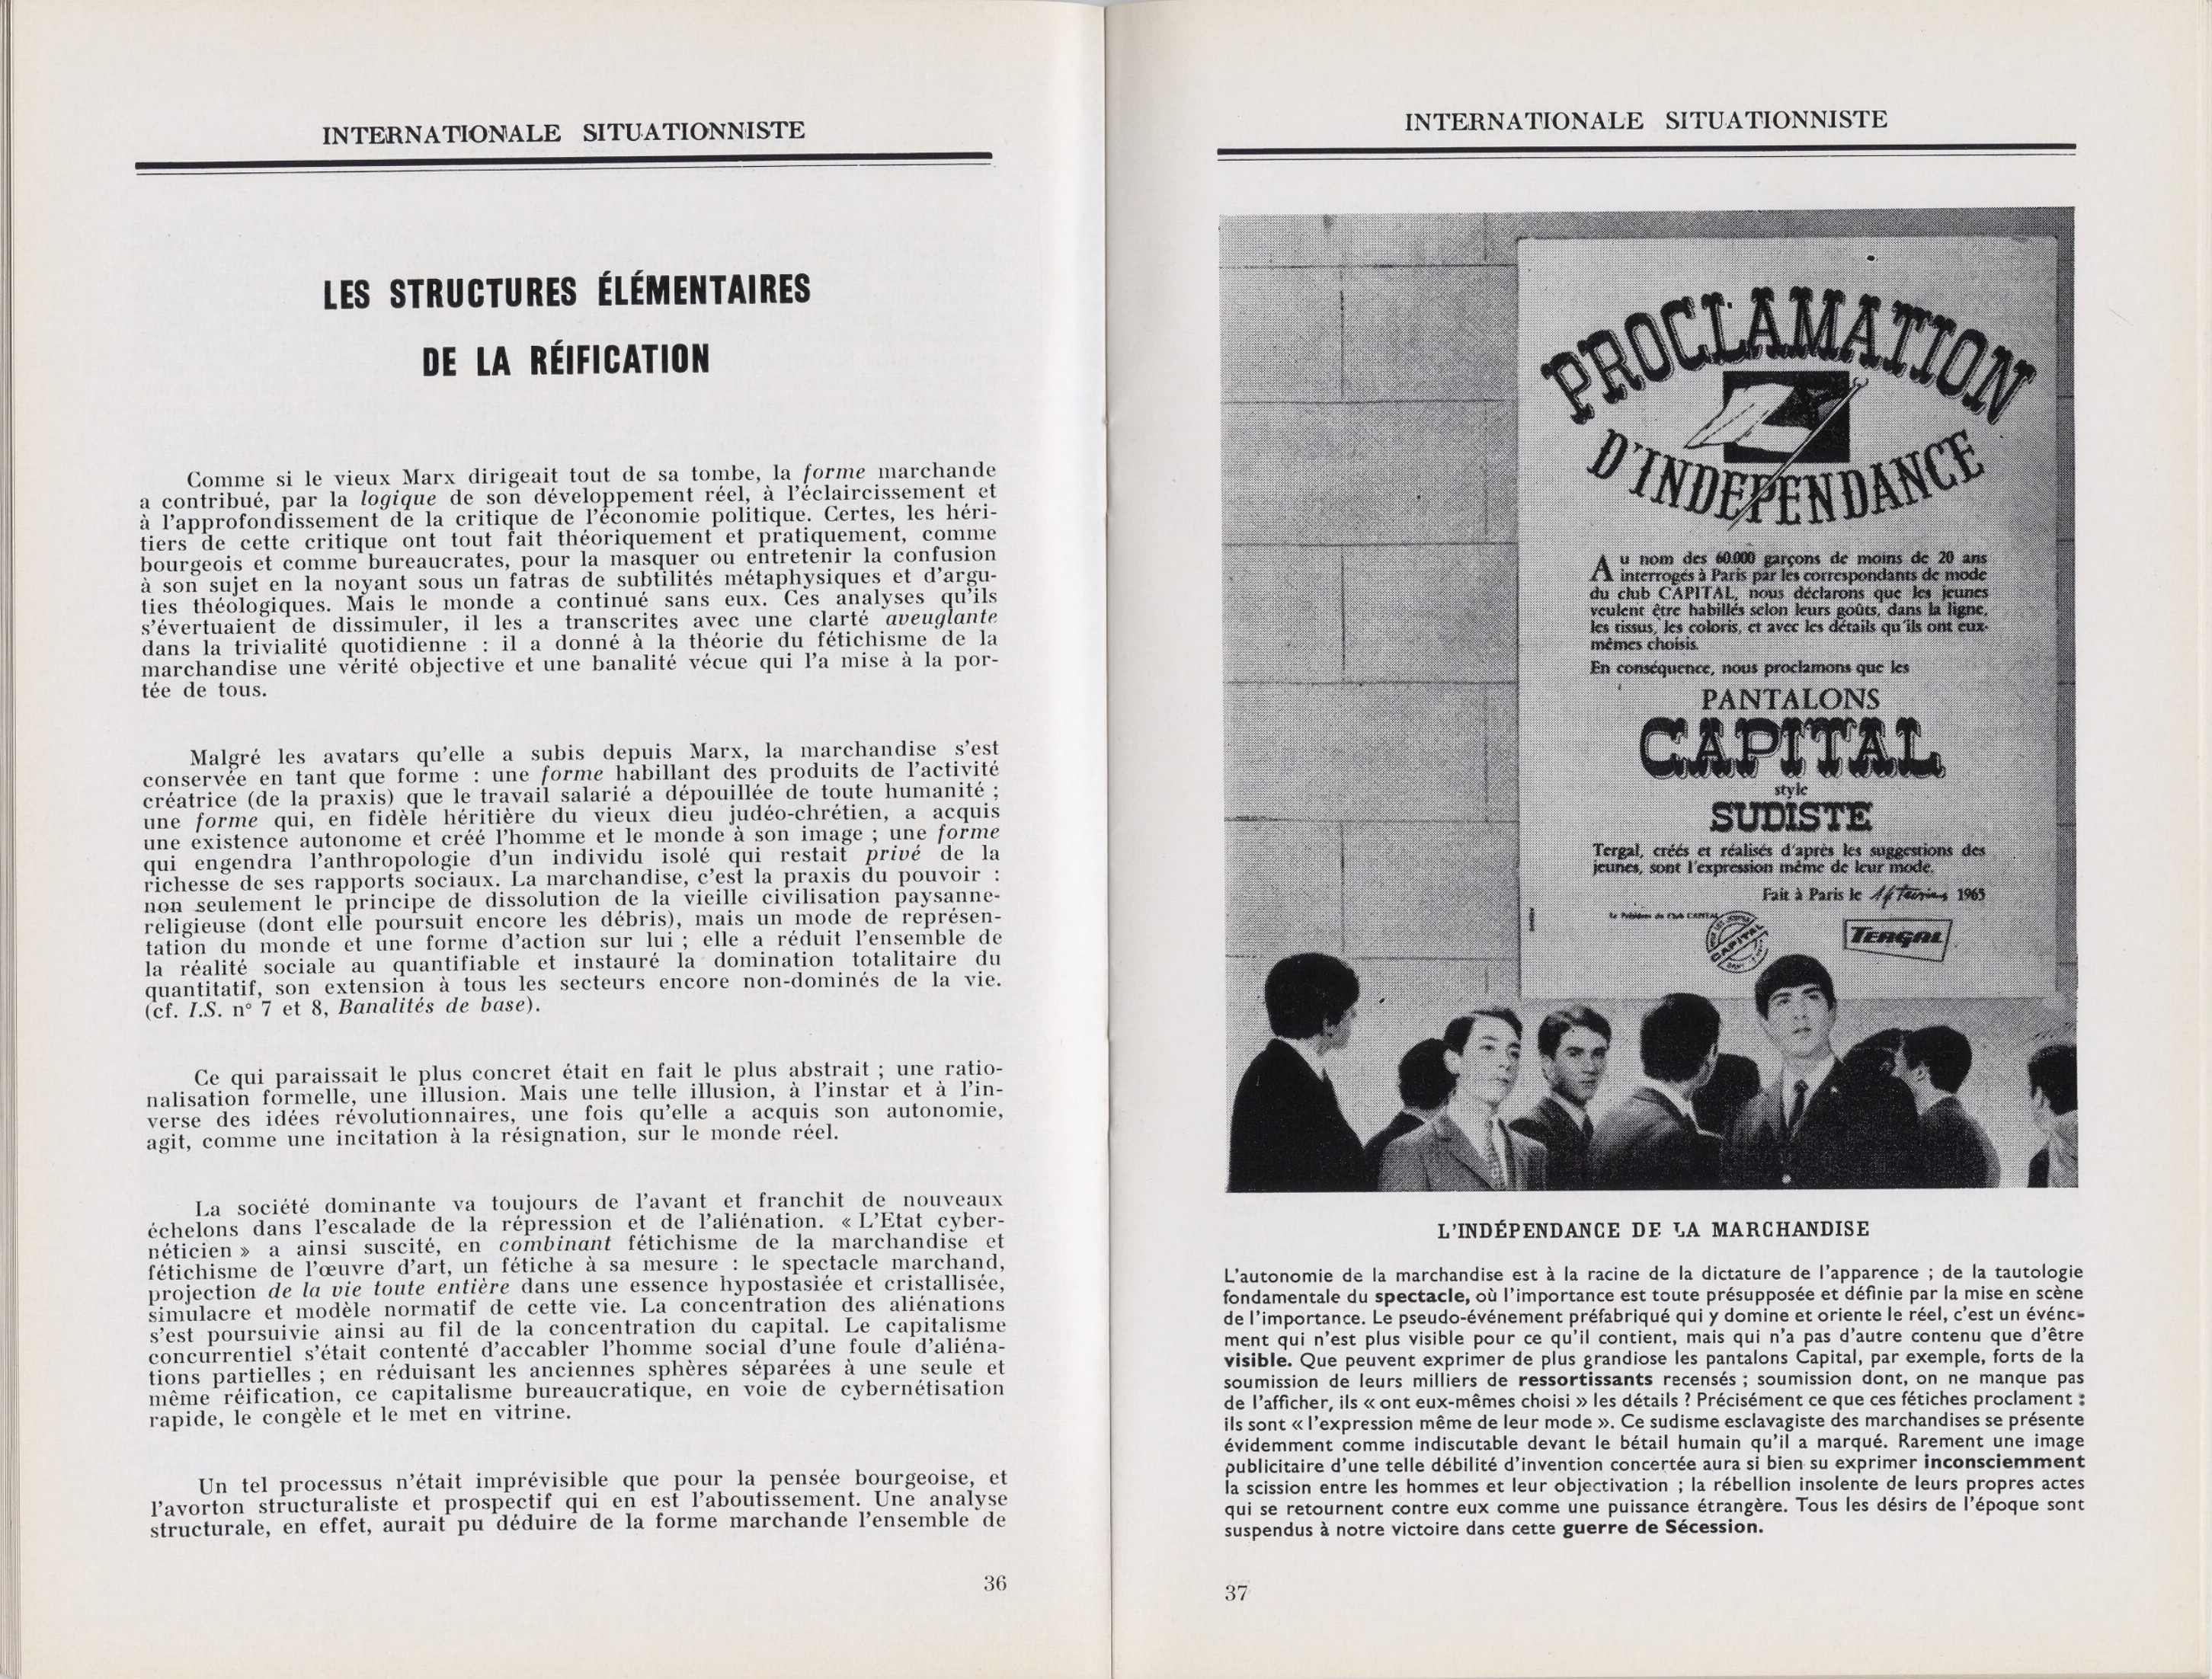 INTERNATIONALE SITUATIONNISTE
LES STRUCTURES ÉLÉMENTAIRES
DE LA RÉIFICATION
Comme si le vieux Marx dirigeait tout de sa tombe, la forme marchande
a contribué, par la logique de son développement réel, à l'éclaircissement et
à l'approfondissement de la critique de l'économie politique. Certes, les héri-
tiers de cette critique ont tout fait théoriquement et pratiquement, comme
bourgeois et comme bureaucrates, pour la masquer ou entretenir la confusion
à son sujet en la noyant sous un fatras de subtilités métaphysiques et d'argu-
ties théologiques. Mais le monde a continué sans eux. Ces analyses qu'ils
s'évertuaient de dissimuler, il les a transcrites avec une clarté aveuglante
dans la trivialité quotidienne : il a donné à la théorie du fétichisme de la
marchandise une vérité objective et une banalité vécue qui l'a mise à la por-
tée de tous.
Malgré les avatars qu'elle a subis depuis Marx, la marchandise s'est
conservée en tant que forme : une forme habillant des produits de l'activité
créatrice (de la praxis) que le travail salarié a dépouillée de toute humanité ;
une forme qui, en fidèle héritière du vieux dieu judéo-chrétien, a acquis
une existence autonome et créé l'homme et le monde à son image ; une forme
qui engendra l'anthropologie d'un individu isolé qui restait privé de la
richesse de ses rapports sociaux. La marchandise, c'est la praxis du pouvoir :
non seulement le principe de dissolution de la vieille civilisation paysanne-
religieuse (dont elle poursuit encore les débris), mais un mode de représen-
tation du monde et une forme d'action sur lui ; elle a réduit l'ensemble de
la réalité sociale au quantifiable et instauré la domination totalitaire du
quantitatif, son extension à tous les secteurs encore non-dominés de la vie.
(cf. I.S. n° 7 et 8, Banalités de base).
Ce qui paraissait le plus concret était en fait le plus abstrait ; une ratio-
nalisation formelle, une illusion. Mais une telle illusion, à l'instar et à l'in-
verse des idées révolutionnaires, une fois qu'elle a acquis son autonomie,
agit, comme une incitation à la résignation, sur le monde réel.
La société dominante va toujours de l'avant et franchit de nouveaux
échelons dans l'escalade de la répression et de l'aliénation. « L'Etat cyber-
néticien » a ainsi suscité, en combinant fétichisme de la marchandise et
fétichisme de l'œuvre d'art, un fétiche à sa mesure : le spectacle marchand,
projection de la vie toute entière dans une essence hypostasiée et cristallisée,
simulacre et modèle normatif de cette vie. La concentration des aliénations
s'est poursuivie ainsi au fil de la concentration du capital. Le capitalisme
concurrentiel s'était contenté d'accabler l'homme social d'une foule d'aliéna-
tions partielles ; en réduisant les anciennes sphères séparées à une seule et
même réification, ce capitalisme bureaucratique, en voie de cybernétisation
rapide, le congèle et le met en vitrine.
Un tel processus n'était imprévisible que pour la pensée bourgeoise, et
l'avorton structuraliste et prospectif qui en est l'aboutissement. Une analyse
structurale, en effet, aurait pu déduire de la forme marchande l'ensemble de
36
INTERNATIONALE SITUATIONNISTE
PROCLAMATION
D'INDEPENDANCE
Au nom des 60.000 garçons de moins de 20 ans
interrogés à Paris par les correspondants de mode
du club CAPITAL, nous déclarons que les jeunes
veulent être habillés selon leurs goûts, dans la ligne,
les tissus, les coloris, et avec les détails qu'ils ont eux-
mêmes choisis.
En conséquence, nous proclamons que les
PANTALONS
CAPITAL
style
SUDISTE
Tergal, créés et réalisés d'après les suggestions des
jeunes, sont l'expression même de leur mode.
Fait à Paris le 1965
Le Président du Club CAPITAL
CAPITAL
TERGAL
L'INDÉPENDANCE DE LA MARCHANDISE
L'autonomie de la marchandise est à la racine de la dictature de l'apparence ; de la tautologie
fondamentale du spectacle, où l'importance est toute présupposée et définie par la mise en scène
de l'importance. Le pseudo-événement préfabriqué qui y domine et oriente le réel, c'est un événe-
ment qui n'est plus visible pour ce qu'il contient, mais qui n'a pas d'autre contenu que d'être
visible. Que peuvent exprimer de plus grandiose les pantalons Capital, par exemple, forts de la
soumission de leurs milliers de ressortissants recensés ; soumission dont, on ne manque pas
de l'afficher, ils « ont eux-mêmes choisi » les détails ? Précisément ce que ces fétiches proclament :
ils sont « l'expression même de leur mode ». Ce sudisme esclavagiste des marchandises se présente
évidemment comme indiscutable devant le bétail humain qu'il a marqué. Rarement une image
publicitaire d'une telle débilité d'invention concertée aura si bien su exprimer inconsciemment
la scission entre les hommes et leur objectivation ; la rébellion insolente de leurs propres actes
qui se retournent contre eux comme une puissance étrangère. Tous les désirs de l'époque sont
suspendus à notre victoire dans cette guerre de Sécession.
37